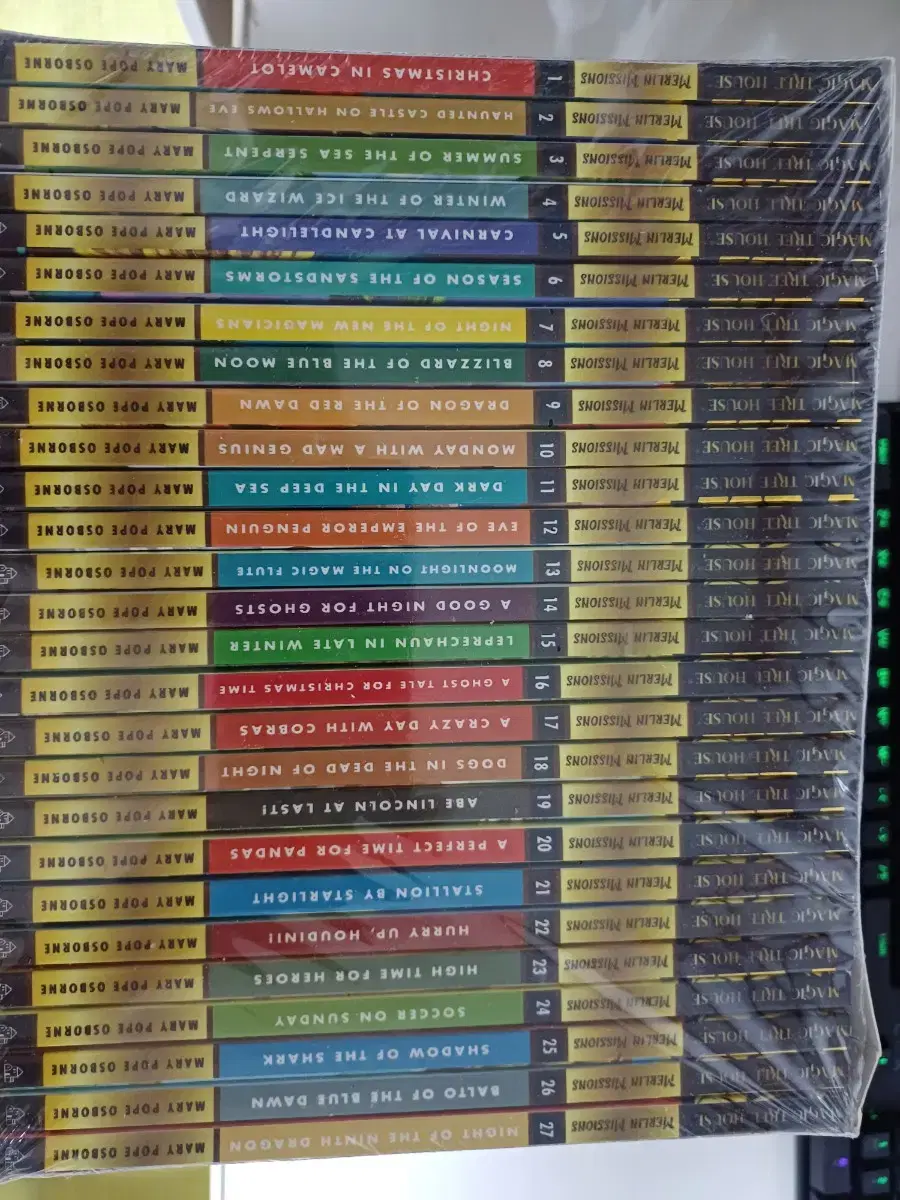 MAGIC TREE HOUSE MERLIN MISSIONS 1 CHRISTMAS IN CAMELOT MARY POPE OSBORNE
MAGIC TREE HOUSE MERLIN MISSIONS 2 HAUNTED CASTLE ON HALLOWS EVE MARY POPE OSBORNE
MAGIC TREE HOUSE MERLIN MISSIONS 3 SUMMER OF THE SEA SERPENT MARY POPE OSBORNE
MAGIC TREE HOUSE MERLIN MISSIONS 4 WINTER OF THE ICE WIZARD MARY POPE OSBORNE
MAGIC TREE HOUSE MERLIN MISSIONS 5 CARNIVAL AT CANDLELIGHT MARY POPE OSBORNE
MAGIC TREE HOUSE MERLIN MISSIONS 6 SEASON OF THE SANDSTORMS MARY POPE OSBORNE
MAGIC TREE HOUSE MERLIN MISSIONS 7 NIGHT OF THE NEW MAGICIANS MARY POPE OSBORNE
MAGIC TREE HOUSE MERLIN MISSIONS 8 BLIZZARD OF THE BLUE MOON MARY POPE OSBORNE
MAGIC TREE HOUSE MERLIN MISSIONS 9 DRAGON OF THE RED DAWN MARY POPE OSBORNE
MAGIC TREE HOUSE MERLIN MISSIONS 10 MONDAY WITH A MAD GENIUS MARY POPE OSBORNE
MAGIC TREE HOUSE MERLIN MISSIONS 11 DARK DAY IN THE DEEP SEA MARY POPE OSBORNE
MAGIC TREE HOUSE MERLIN MISSIONS 12 EVE OF THE EMPEROR PENGUIN MARY POPE OSBORNE
MAGIC TREE HOUSE MERLIN MISSIONS 13 MOONLIGHT ON THE MAGIC FLUTE MARY POPE OSBORNE
MAGIC TREE HOUSE MERLIN MISSIONS 14 A GOOD NIGHT FOR GHOSTS MARY POPE OSBORNE
MAGIC TREE HOUSE MERLIN MISSIONS 15 LEPRECHAUN IN LATE WINTER MARY POPE OSBORNE
MAGIC TREE HOUSE MERLIN MISSIONS 16 A GHOST TALE FOR CHRISTMAS TIME MARY POPE OSBORNE
MAGIC TREE HOUSE MERLIN MISSIONS 17 A CRAZY DAY WITH COBRAS MARY POPE OSBORNE
MAGIC TREE HOUSE MERLIN MISSIONS 18 DOGS IN THE DEAD OF NIGHT MARY POPE OSBORNE
MAGIC TREE HOUSE MERLIN MISSIONS 19 ABE LINCOLN AT LAST! MARY POPE OSBORNE
MAGIC TREE HOUSE MERLIN MISSIONS 20 A PERFECT TIME FOR PANDAS MARY POPE OSBORNE
MAGIC TREE HOUSE MERLIN MISSIONS 21 STALLION BY STARLIGHT MARY POPE OSBORNE
MAGIC TREE HOUSE MERLIN MISSIONS 22 HURRY UP, HOUDINI! MARY POPE OSBORNE
MAGIC TREE HOUSE MERLIN MISSIONS 23 HIGH TIME FOR HEROES MARY POPE OSBORNE
MAGIC TREE HOUSE MERLIN MISSIONS 24 SOCCER ON SUNDAY MARY POPE OSBORNE
MAGIC TREE HOUSE MERLIN MISSIONS 25 SHADOW OF THE SHARK MARY POPE OSBORNE
MAGIC TREE HOUSE MERLIN MISSIONS 26 BALTO OF THE BLUE DAWN MARY POPE OSBORNE
MAGIC TREE HOUSE MERLIN MISSIONS 27 NIGHT OF THE NINTH DRAGON MARY POPE OSBORNE